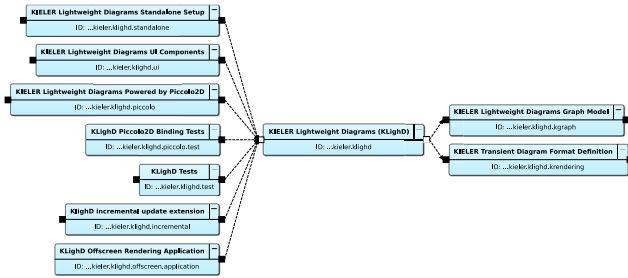 KIELER Lightweight Diagrams Standalone Setup
ID: ...kieler.klighd.standalone
KIELER Lightweight Diagrams UI Components
ID: ...kieler.klighd.ui
KIELER Lightweight Diagrams Powered by Piccolo2D
ID: ...kieler.klighd.piccolo
KLighD Piccolo2D Binding Tests
ID: ...kieler.klighd.piccolo.test
KLighD Tests
ID: ...kieler.klighd.test
KlighD incremental update extension
ID: ...kieler.klighd.incremental
KLighD Offscreen Rendering Application
ID: ...kieler.klighd.offscreen.application
KIELER Lightweight Diagrams (KLighD)
ID: ...kieler.klighd
KIELER Lightweight Diagrams Graph Model
ID: ...kieler.klighd.kgraph
KIELER Transient Diagram Format Definition
ID: ...kieler.klighd.krendering